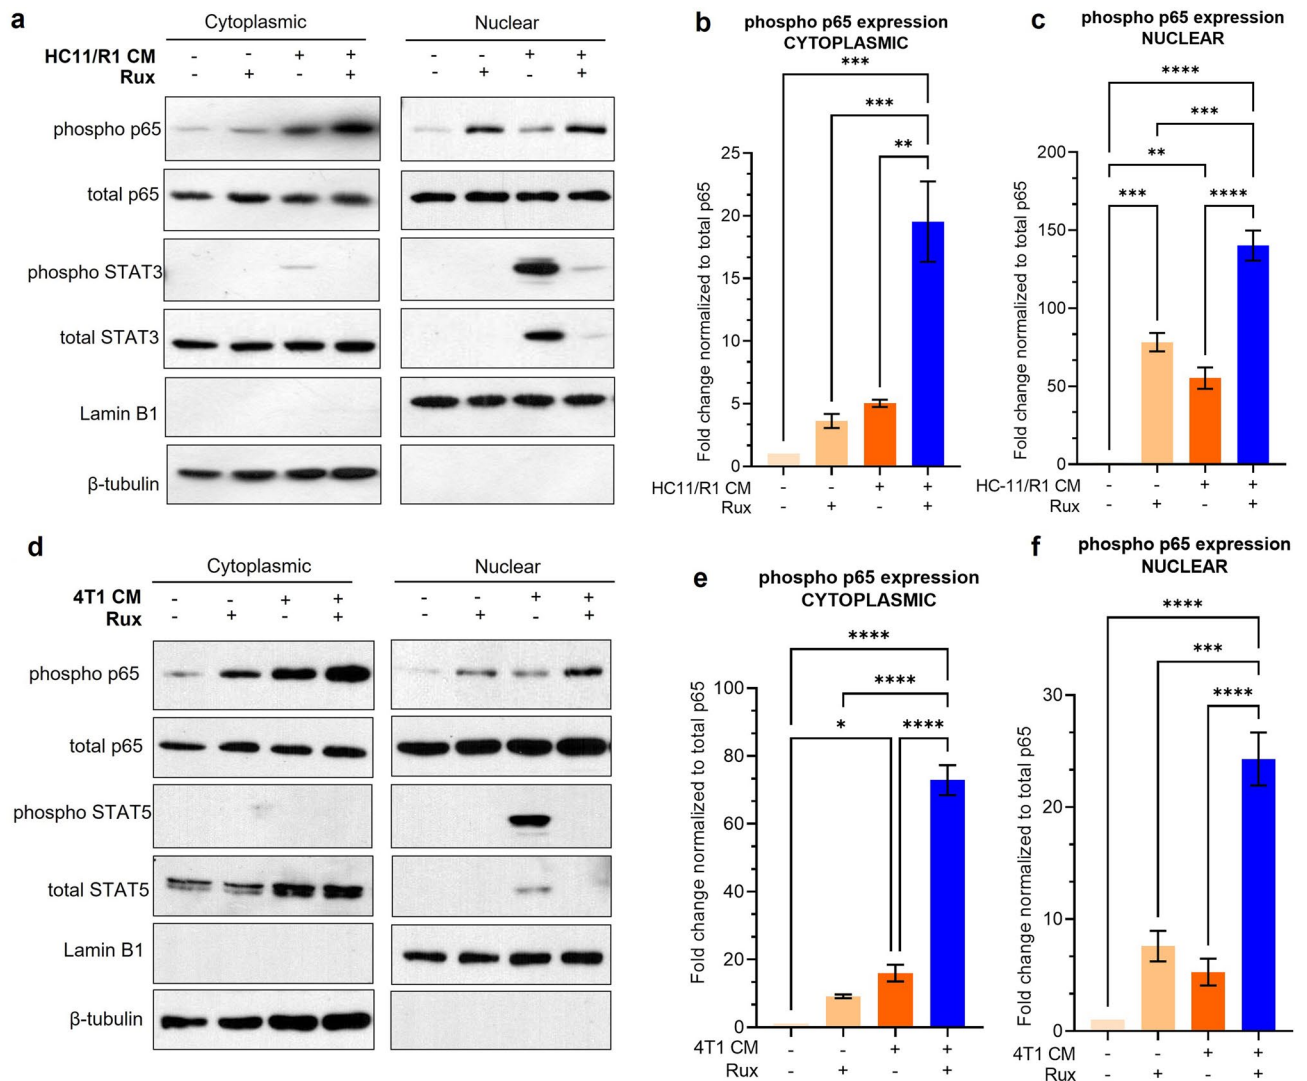 a
Cytoplasmic Nuclear
HC11/R1 CM - - + + - - + +
Rux - + - + - + - +
phospho p65
total p65
phospho STAT3
total STAT3
Lamin B1
β-tubulin
b
phospho p65 expression
CYTOPLASMIC
***
***
**
Fold change normalized to total p65
25
20
15
10
5
0
HC11/R1 CM - - + +
Rux - + - +
c
phospho p65 expression
NUCLEAR
****
***
**
*** ****
Fold change normalized to total p65
200
150
100
50
0
HC-11/R1 CM - - + +
Rux - + - +
d
Cytoplasmic Nuclear
4T1 CM - - + + - - + +
Rux - + - + - + - +
phospho p65
total p65
phospho STAT5
total STAT5
Lamin B1
β-tubulin
e
phospho p65 expression
CYTOPLASMIC
****
****
* ****
Fold change normalized to total p65
100
80
60
40
20
0
4T1 CM - - + +
Rux - + - +
f
phospho p65 expression
NUCLEAR
****
***
****
Fold change normalized to total p65
30
20
10
0
4T1 CM - - + +
Rux - + - +